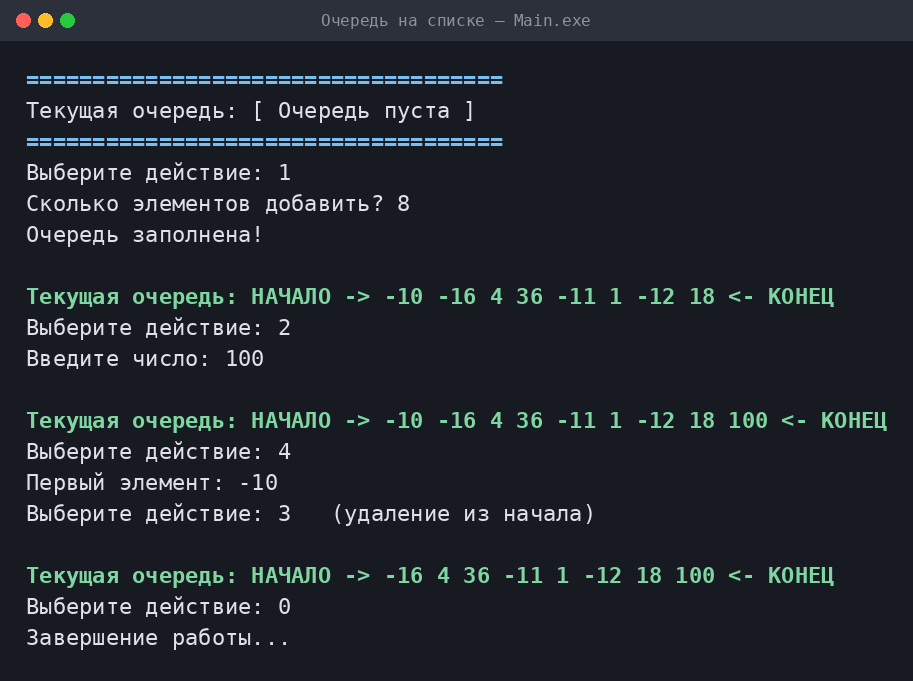 Очередь на списке — Main.exe
====================================
Текущая очередь: [ Очередь пуста ]
====================================
Выберите действие: 1
Сколько элементов добавить? 8
Очередь заполнена!
Текущая очередь: НАЧАЛО -> -10 -16 4 36 -11 1 -12 18 <- КОНЕЦ
Выберите действие: 2
Введите число: 100
Текущая очередь: НАЧАЛО -> -10 -16 4 36 -11 1 -12 18 100 <- КОНЕЦ
Выберите действие: 4
Первый элемент: -10
Выберите действие: 3   (удаление из начала)
Текущая очередь: НАЧАЛО -> -16 4 36 -11 1 -12 18 100 <- КОНЕЦ
Выберите действие: 0
Завершение работы...